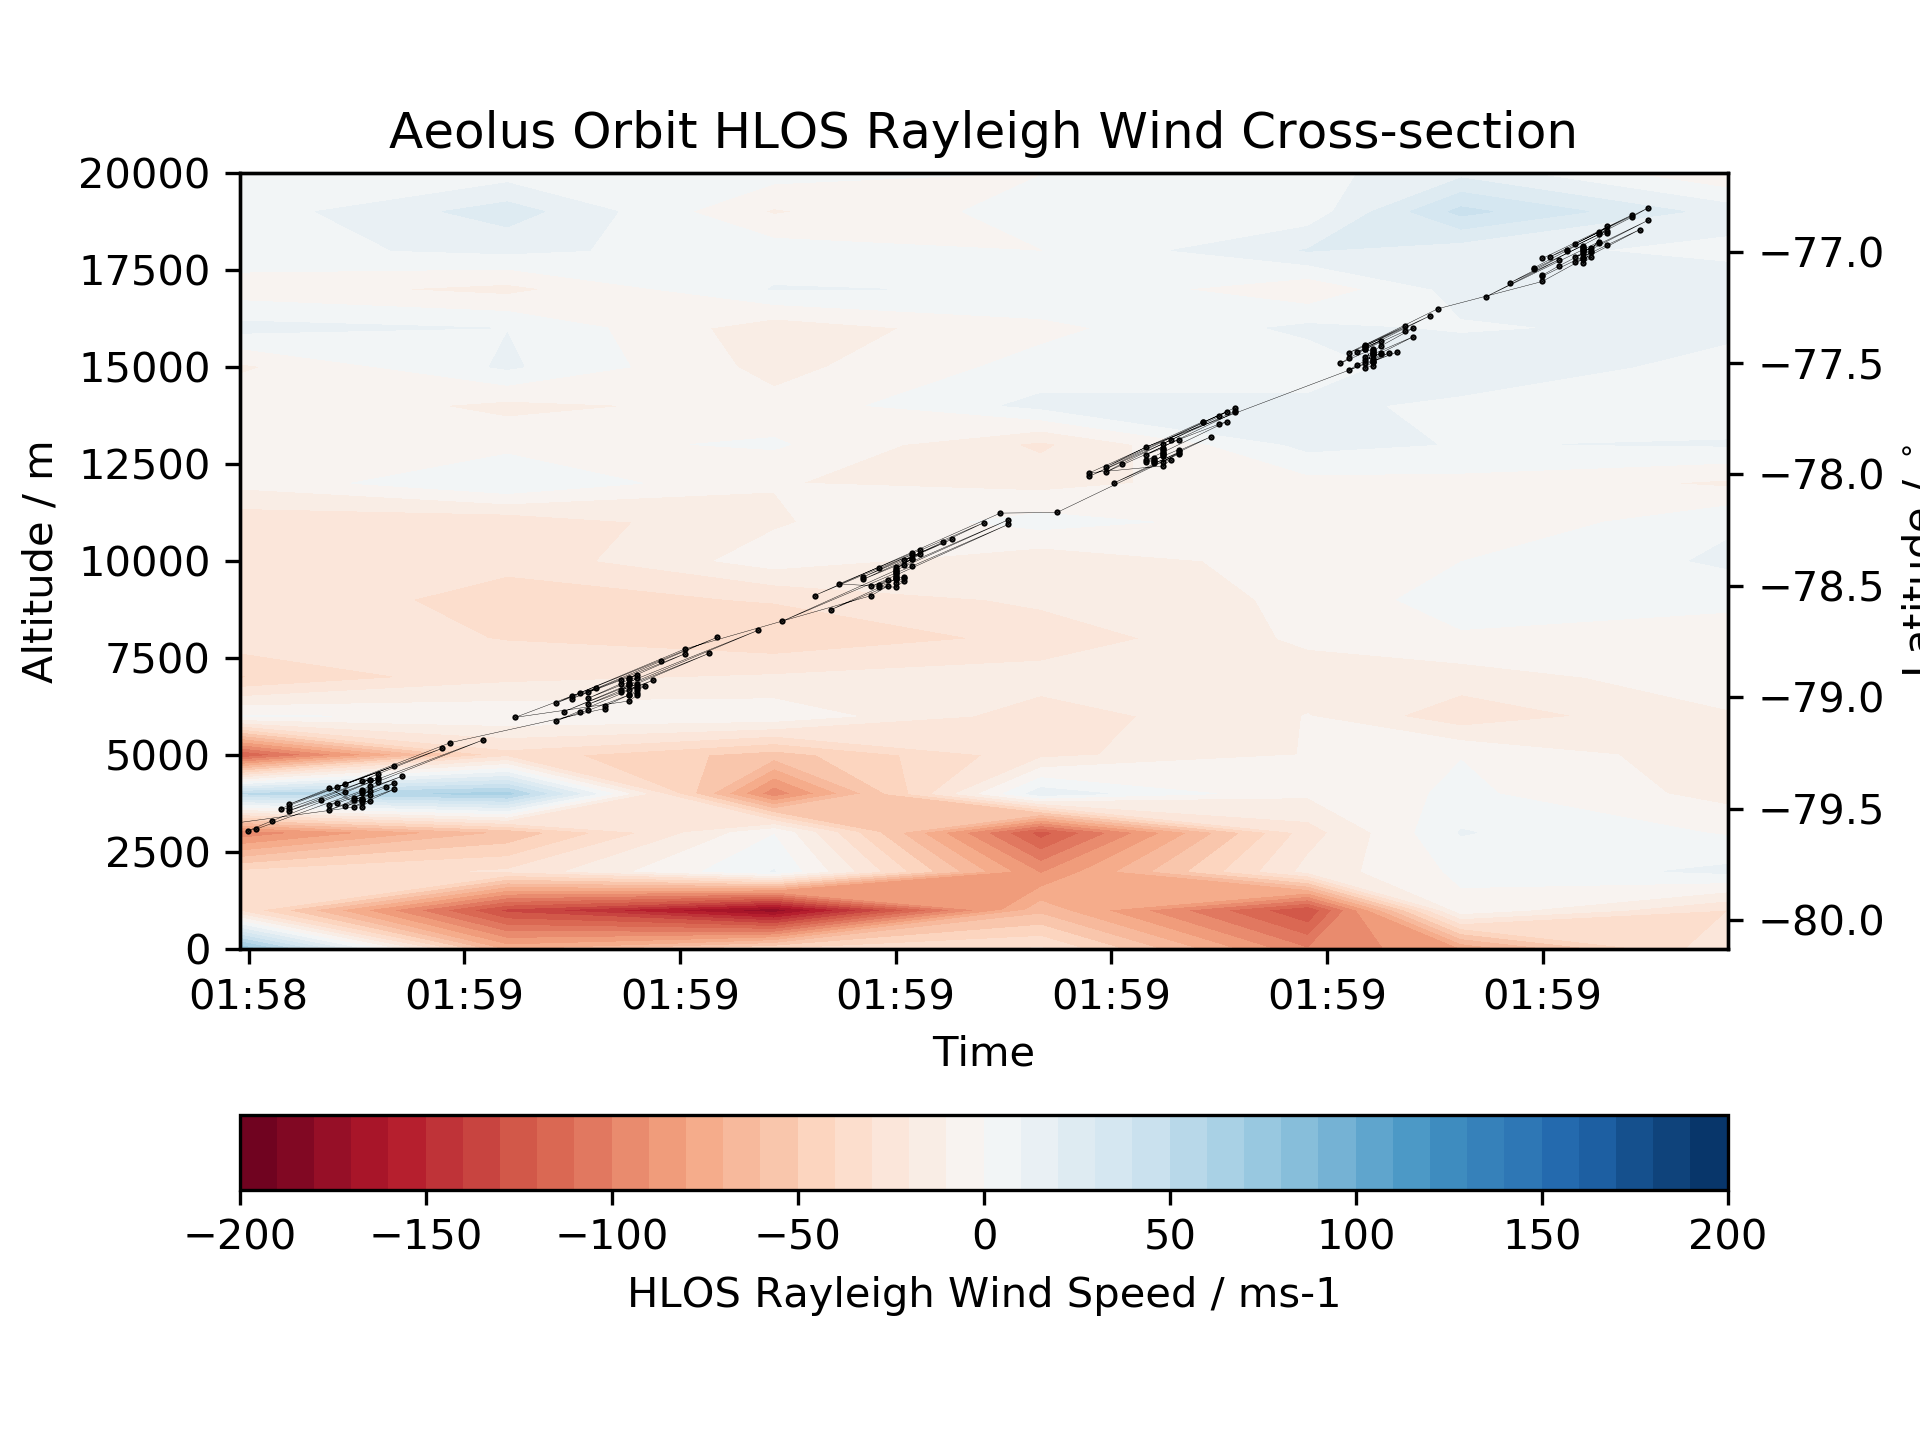 Aeolus Orbit HLOS Rayleigh Wind Cross-section
20000
17500
15000
12500
10000
7500
5000
2500
0
Altitude / m
−77.0
−77.5
−78.0
−78.5
−79.0
−79.5
−80.0
Latitude / °
01:58 01:59 01:59 01:59 01:59 01:59 01:59
Time
−200 −150 −100 −50 0 50 100 150 200
HLOS Rayleigh Wind Speed / ms-1